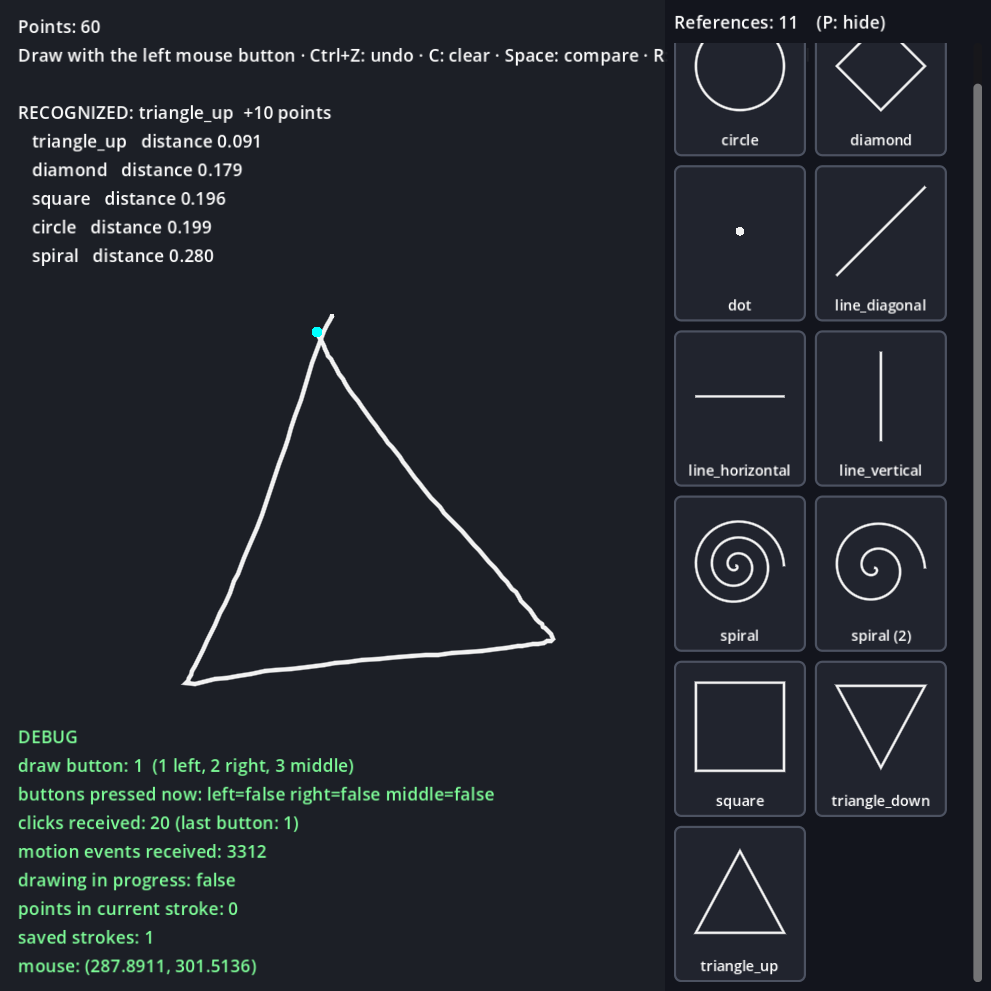 Points: 60
Draw with the left mouse button · Ctrl+Z: undo · C: clear · Space: compare · R
RECOGNIZED: triangle_up +10 points
triangle_up distance 0.091
diamond distance 0.179
square distance 0.196
circle distance 0.199
spiral distance 0.280
DEBUG
draw button: 1 (1 left, 2 right, 3 middle)
buttons pressed now: left=false right=false middle=false
clicks received: 20 (last button: 1)
motion events received: 3312
drawing in progress: false
points in current stroke: 0
saved strokes: 1
mouse: (287.8911, 301.5136)
References: 11 (P: hide)
circle
diamond
dot
line_diagonal
line_horizontal
line_vertical
spiral
spiral (2)
square
triangle_down
triangle_up